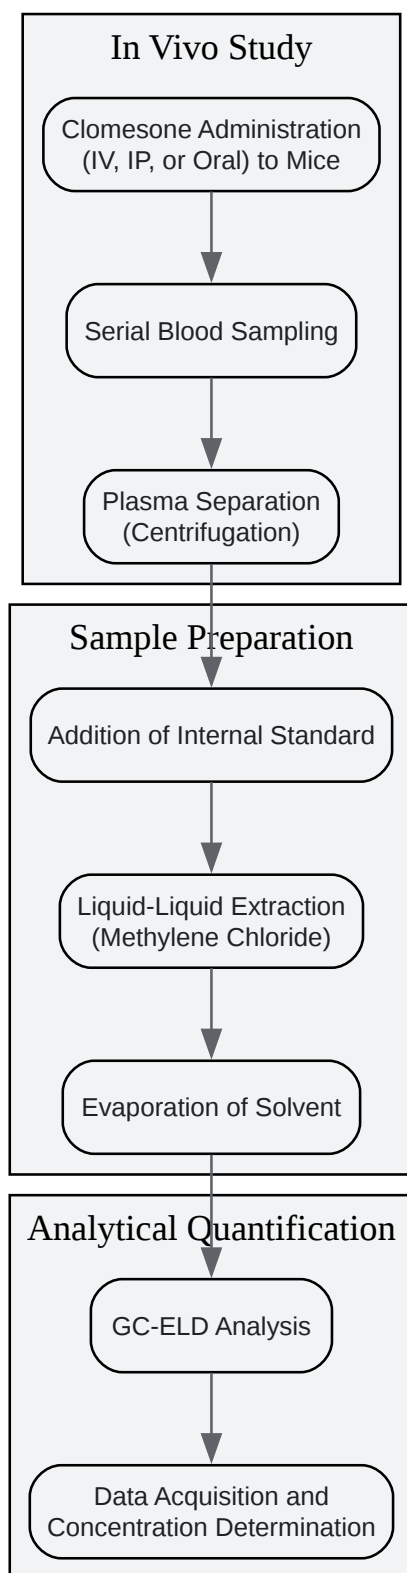 In Vivo Study
Clomesone Administration
(IV, IP, or Oral) to Mice
Serial Blood Sampling
Plasma Separation
(Centrifugation)
Sample Preparation
Addition of Internal Standard
Liquid-Liquid Extraction
(Methylene Chloride)
Evaporation of Solvent
Analytical Quantification
GC-ELD Analysis
Data Acquisition and
Concentration Determination